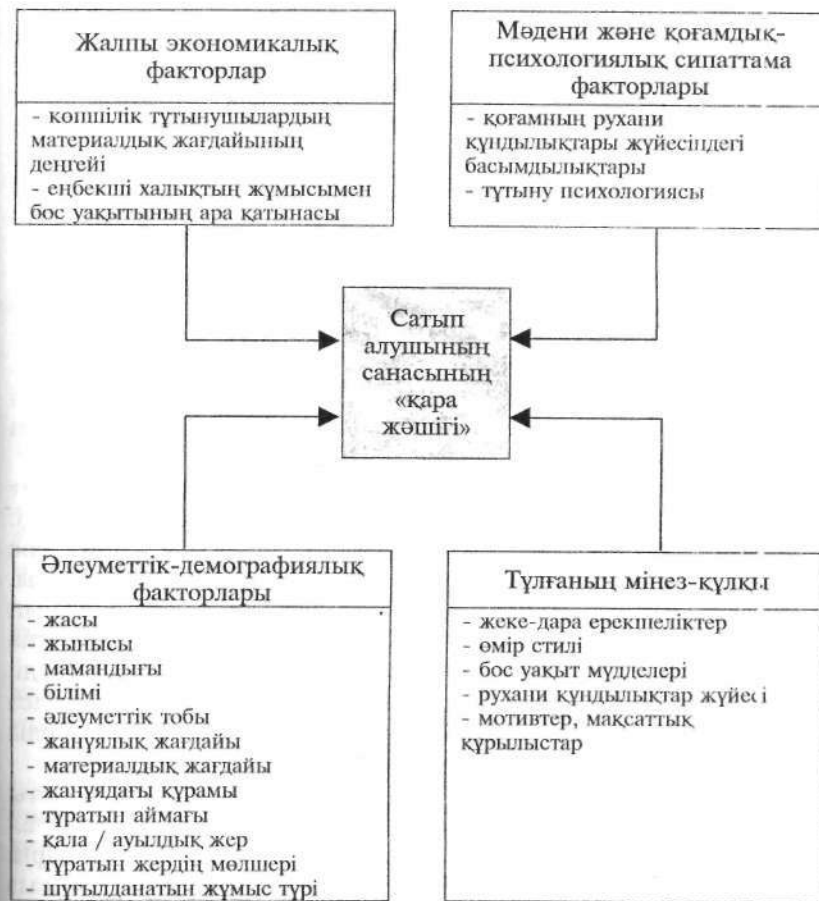 Жалпы экономикалық
факторлар
- көпшілік тұтынушылардың
материалдық жағдайының
деңгейі
- еңбекші халықтың жұмысымен
бос уақытының ара қатынасы
Мәдени және қоғамдық-
психологиялық сипаттама
факторлары
- қоғамның рухани
құндылықтары жүйесіндегі
басымдылықтары
- тұтыну психологиясы
Сатып
алушының
санасының
«қара
жәшігі»
Әлеуметтік-демографиялық
факторлары
- жасы
- жынысы
- мамандығы
- білімі
- әлеуметтік тобы
- жанұялық жағдайы
- материалдық жағдайы
- жанұядағы құрамы
- тұратын аймағы
- қала / ауылдық жер
- тұратын жердің мөлшері
- шұғылданатын жұмыс түрі
Тұлғаның мінез-құлқы
- жеке-дара ерекшеліктер
- өмір стилі
- бос уақыт мүдделері
- рухани құндылықтар жүйесі
- мотивтер, мақсаттық
құрылыстар